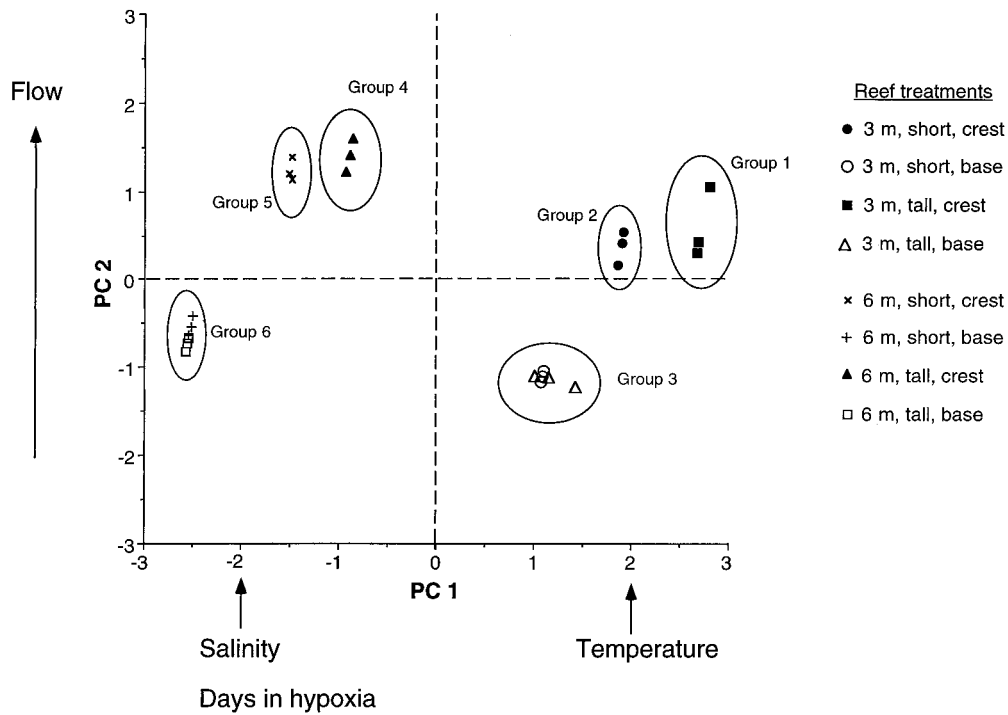 Flow
3
2
1
0
-1
-2
-3
PC 2
-3
-2
-1
0
1
2
3
PC 1
Group 4
Group 5
Group 1
Group 2
Group 6
Group 3
Salinity
Days in hypoxia
Temperature
Reef treatments
3 m, short, crest
3 m, short, base
3 m, tall, crest
3 m, tall, base
6 m, short, crest
6 m, short, base
6 m, tall, crest
6 m, tall, base